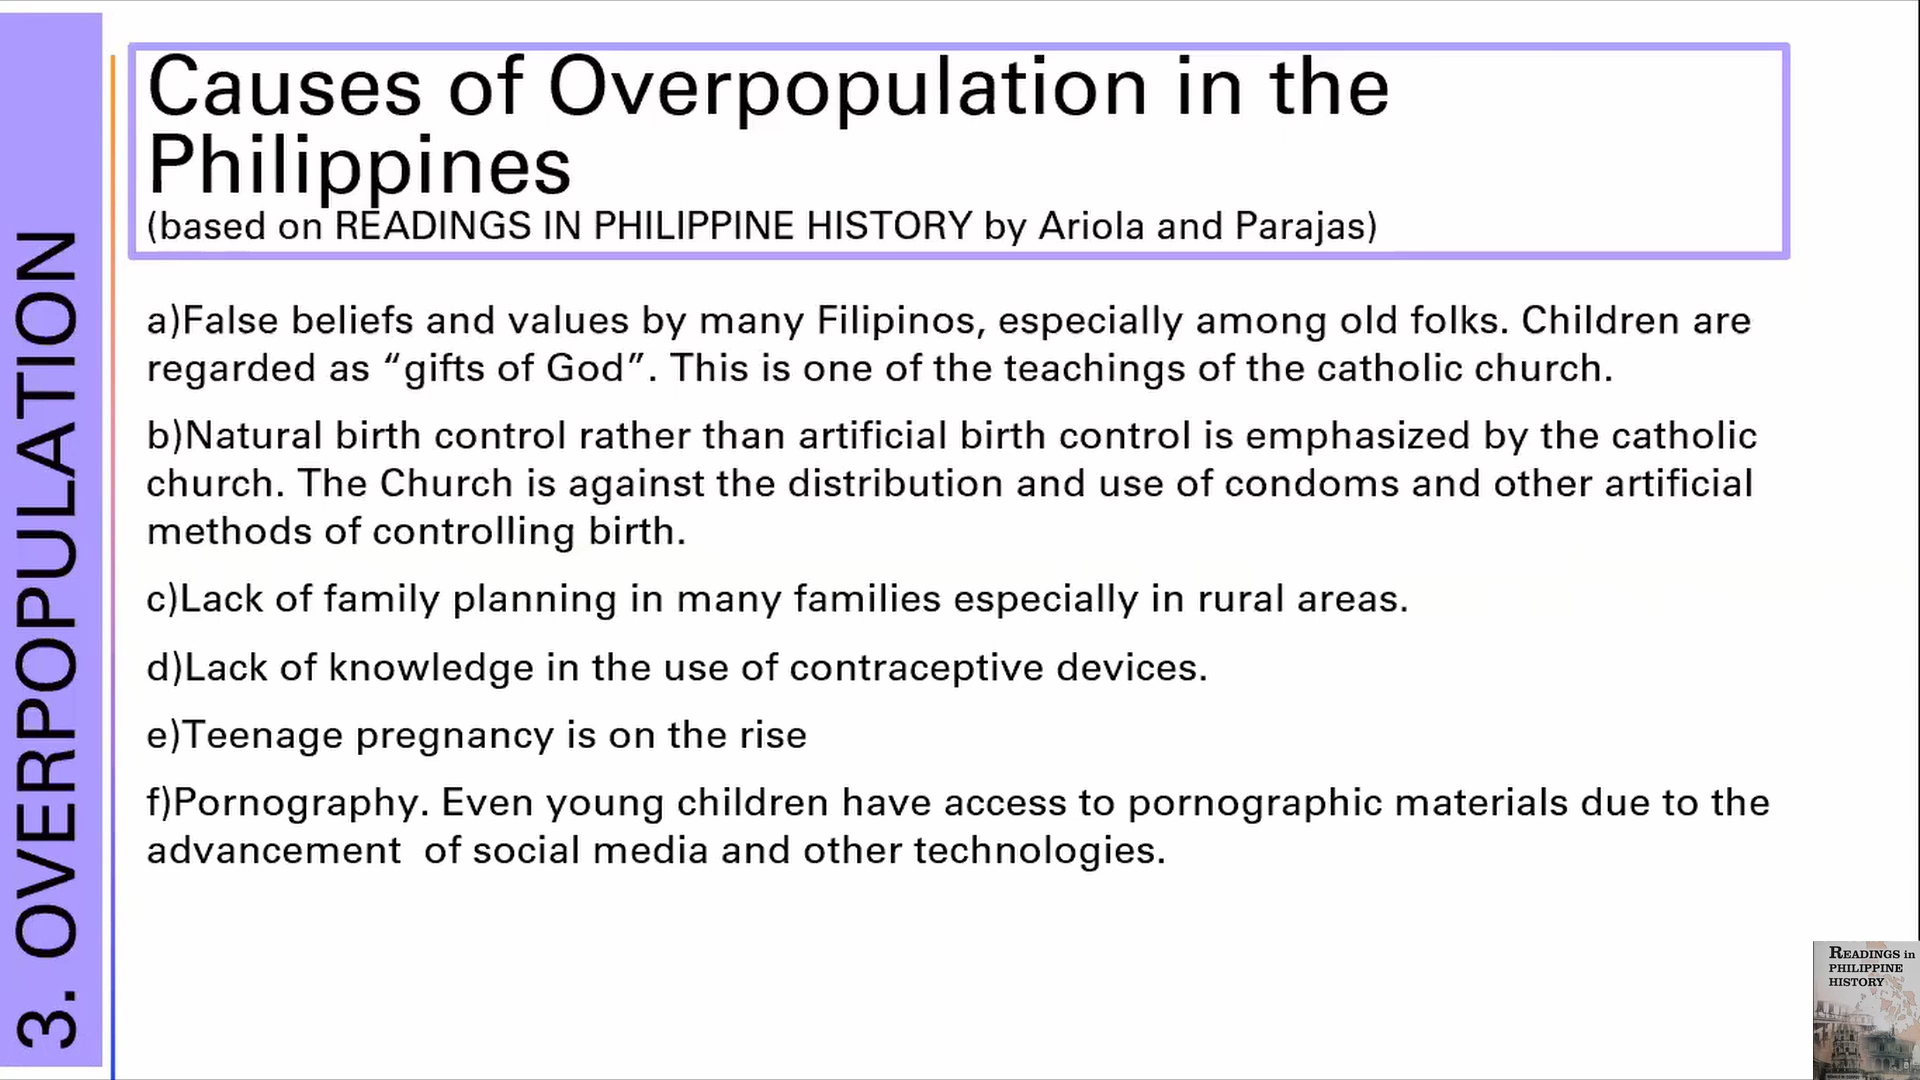 3. OVERPOPULATION
Causes of Overpopulation in the
Philippines
(based on READINGS IN PHILIPPINE HISTORY by Ariola and Parajas)
a)False beliefs and values by many Filipinos, especially among old folks. Children are
regarded as “gifts of God”. This is one of the teachings of the catholic church.
b)Natural birth control rather than artificial birth control is emphasized by the catholic
church. The Church is against the distribution and use of condoms and other artificial
methods of controlling birth.
c)Lack of family planning in many families especially in rural areas.
d)Lack of knowledge in the use of contraceptive devices.
e)Teenage pregnancy is on the rise
f)Pornography. Even young children have access to pornographic materials due to the
advancement  of social media and other technologies.
READINGS in
PHILIPPINE
HISTORY